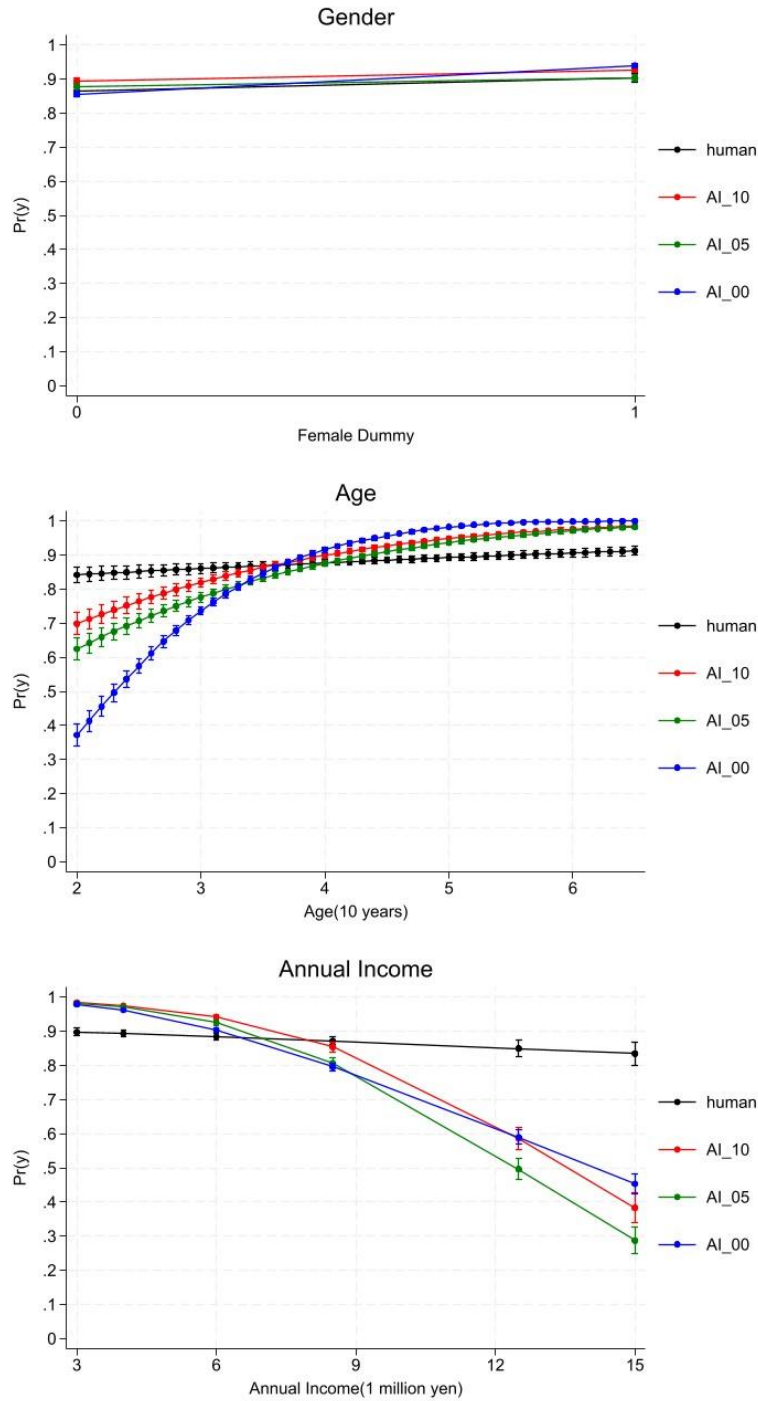 Gender
1
.9
.8
.7
.6
.5
.4
.3
.2
.1
0
Pr(y)
0 1
Female Dummy
human
AI_10
AI_05
AI_00
Age
1
.9
.8
.7
.6
.5
.4
.3
.2
.1
0
Pr(y)
2 3 4 5 6
Age(10 years)
human
AI_10
AI_05
AI_00
Annual Income
1
.9
.8
.7
.6
.5
.4
.3
.2
.1
0
Pr(y)
3 6 9 12 15
Annual Income(1 million yen)
human
AI_10
AI_05
AI_00